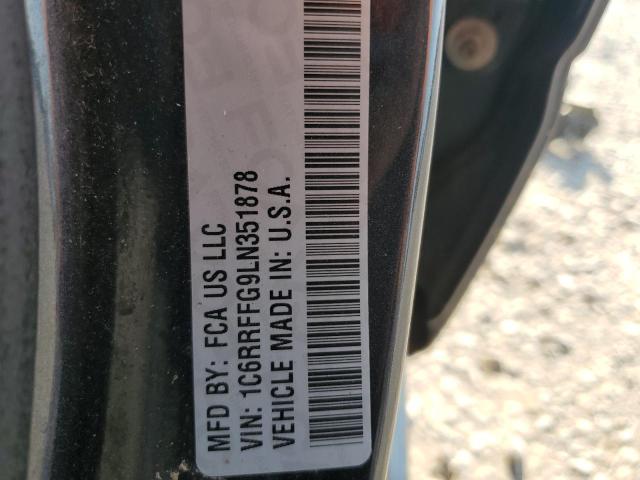 MFD BY: FCA US LLC
VIN: 1C6RRFFG9LN351878
VEHICLE MADE IN: U.S.A.